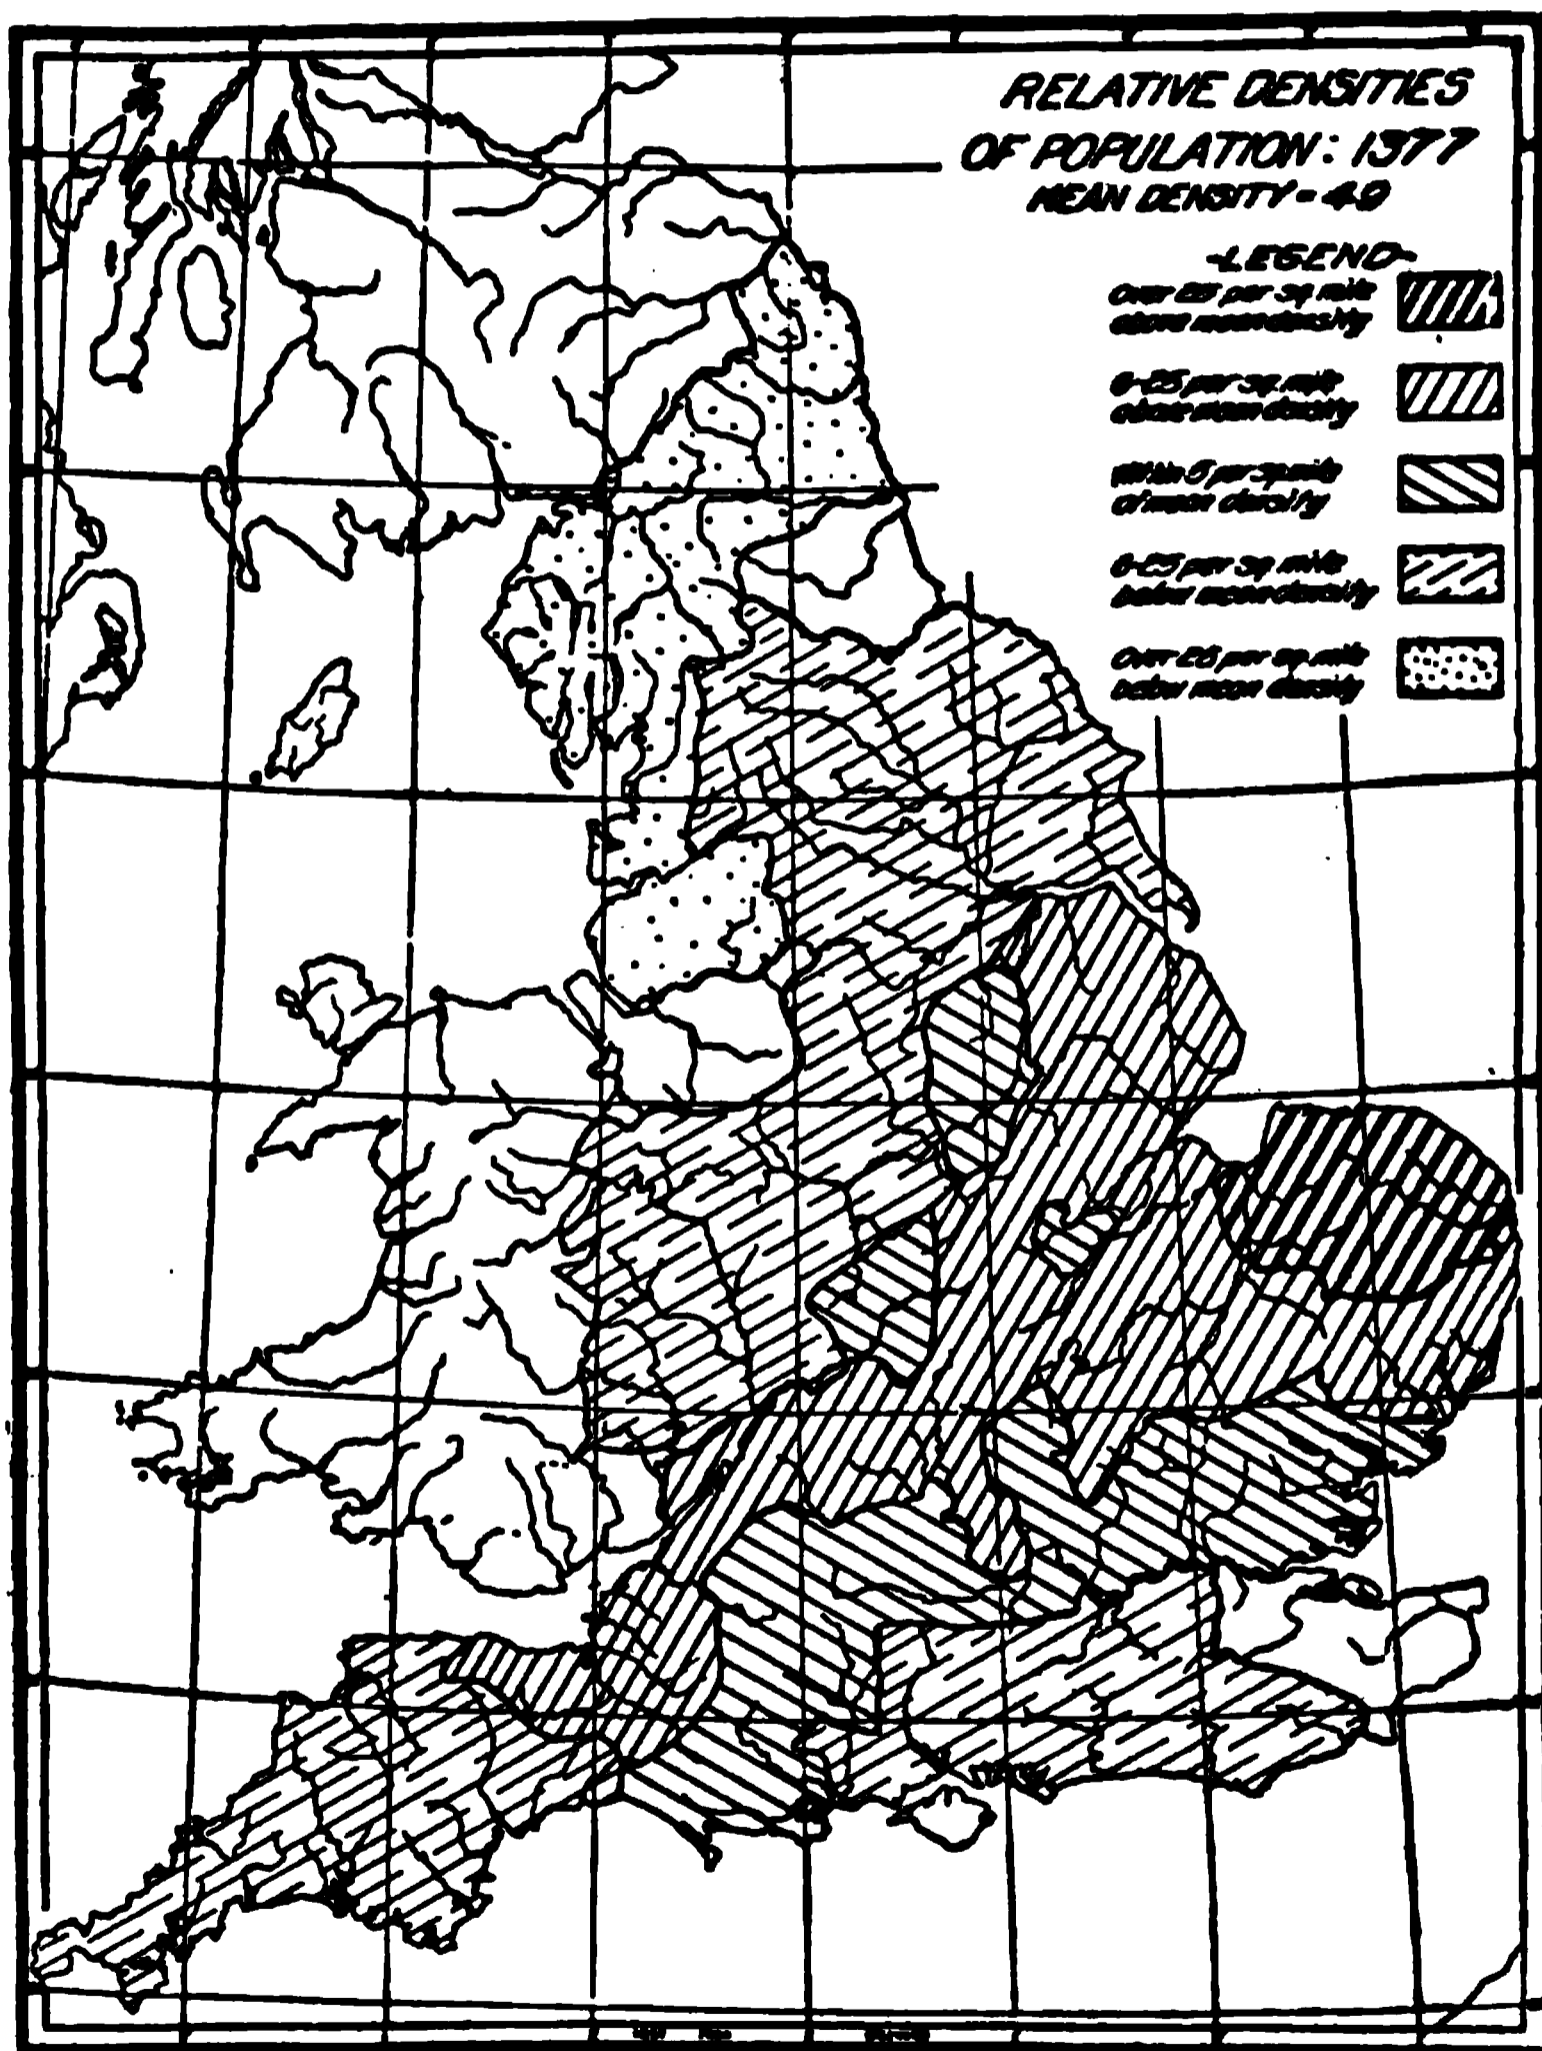 RELATIVE DENSITIES
OF POPULATION: 1377
MEAN DENSITY = 49
-LEGEND-
Over 25 per sq mile
above mean density
6-25 per sq. mile
above mean density
Within 5 per sq mile
of mean density
6-25 per sq mile
below mean density
Over 25 per sq mile
below mean density